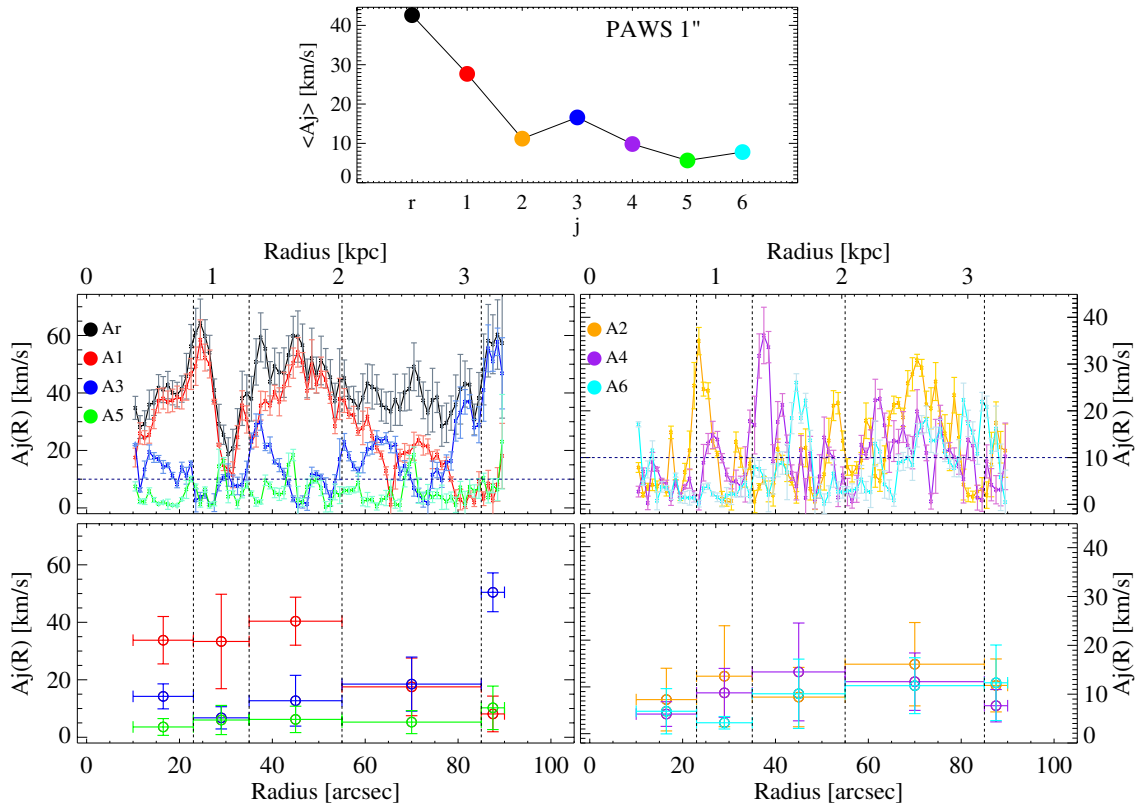 PAWS 1"
<Aj> [km/s]
40
30
20
10
0
r 1 2 3 4 5 6
j
Radius [kpc] Radius [kpc]
0 1 2 3 0 1 2 3
Aj(R) [km/s]
60
40
20
0
Ar
A1
A3
A5
A2
A4
A6
40
30
20
10
0
Aj(R) [km/s]
Aj(R) [km/s]
60
40
20
0
40
30
20
10
0
Aj(R) [km/s]
0 20 40 60 80 100 0 20 40 60 80 100
Radius [arcsec] Radius [arcsec]